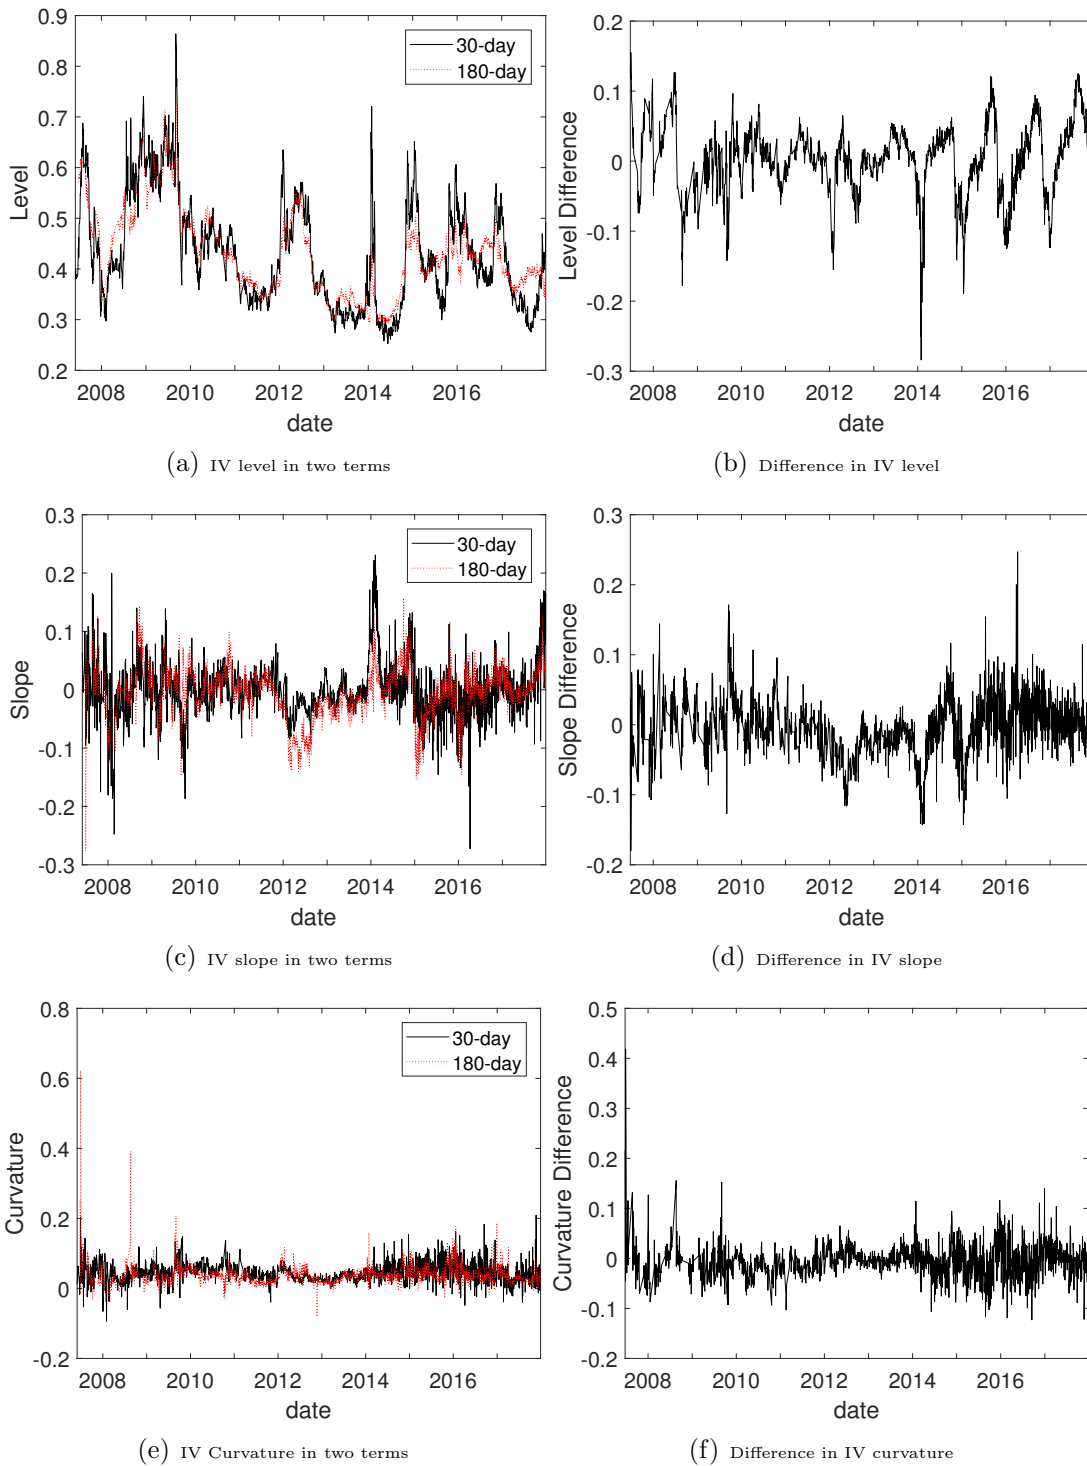 0.9
0.8
0.7
0.6
0.5
0.4
0.3
0.2
Level
30-day
180-day
2008 2010 2012 2014 2016
date
(a) IV level in two terms
0.2
0.1
0
-0.1
-0.2
-0.3
Level Difference
2008 2010 2012 2014 2016
date
(b) Difference in IV level
0.3
0.2
0.1
0
-0.1
-0.2
-0.3
Slope
30-day
180-day
2008 2010 2012 2014 2016
date
(c) IV slope in two terms
0.3
0.2
0.1
0
-0.1
-0.2
Slope Difference
2008 2010 2012 2014 2016
date
(d) Difference in IV slope
0.8
0.6
0.4
0.2
0
-0.2
Curvature
30-day
180-day
2008 2010 2012 2014 2016
date
(e) IV Curvature in two terms
0.5
0.4
0.3
0.2
0.1
0
-0.1
-0.2
Curvature Difference
2008 2010 2012 2014 2016
date
(f) Difference in IV curvature